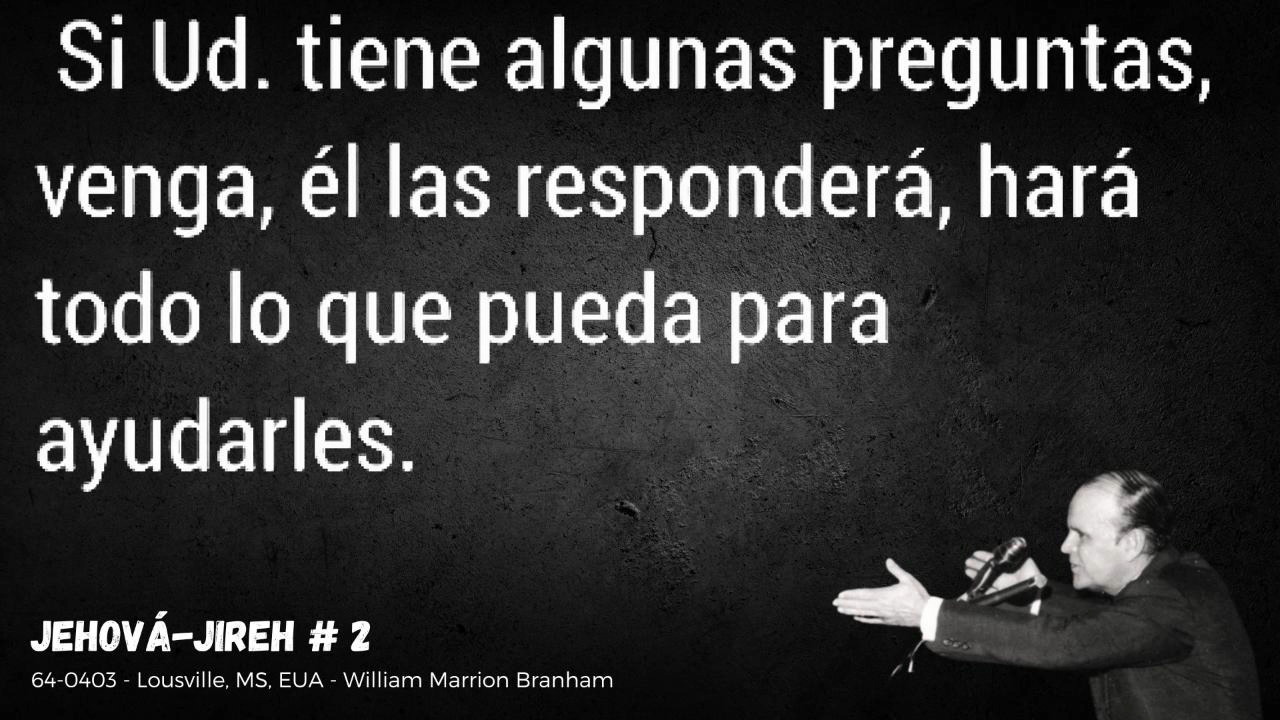 Si Ud. tiene algunas preguntas,
venga, él las responderá, hará
todo lo que pueda para
ayudarles.
JEHOVÁ-JIREH # 2
64-0403 - Lousville, MS, EUA - William Marrion Branham